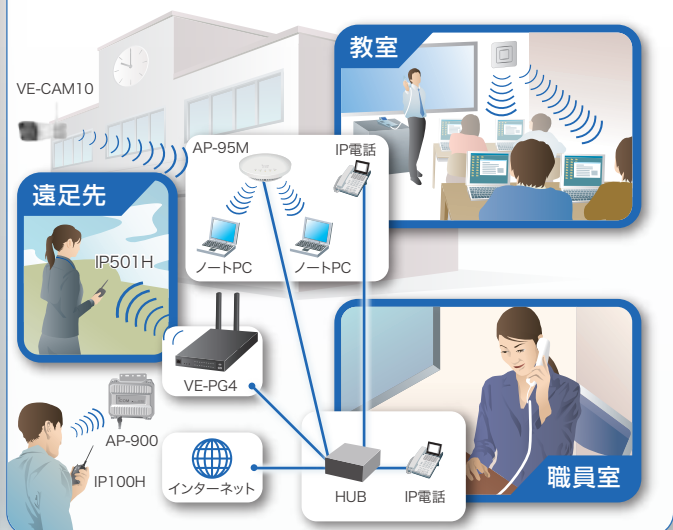 教室
VE-CAM10
AP-95M
IP電話
遠足先
IP501H
ノートPC
ノートPC
VE-PG4
AP-900
IP100H
インターネット
HUB
IP電話
職員室